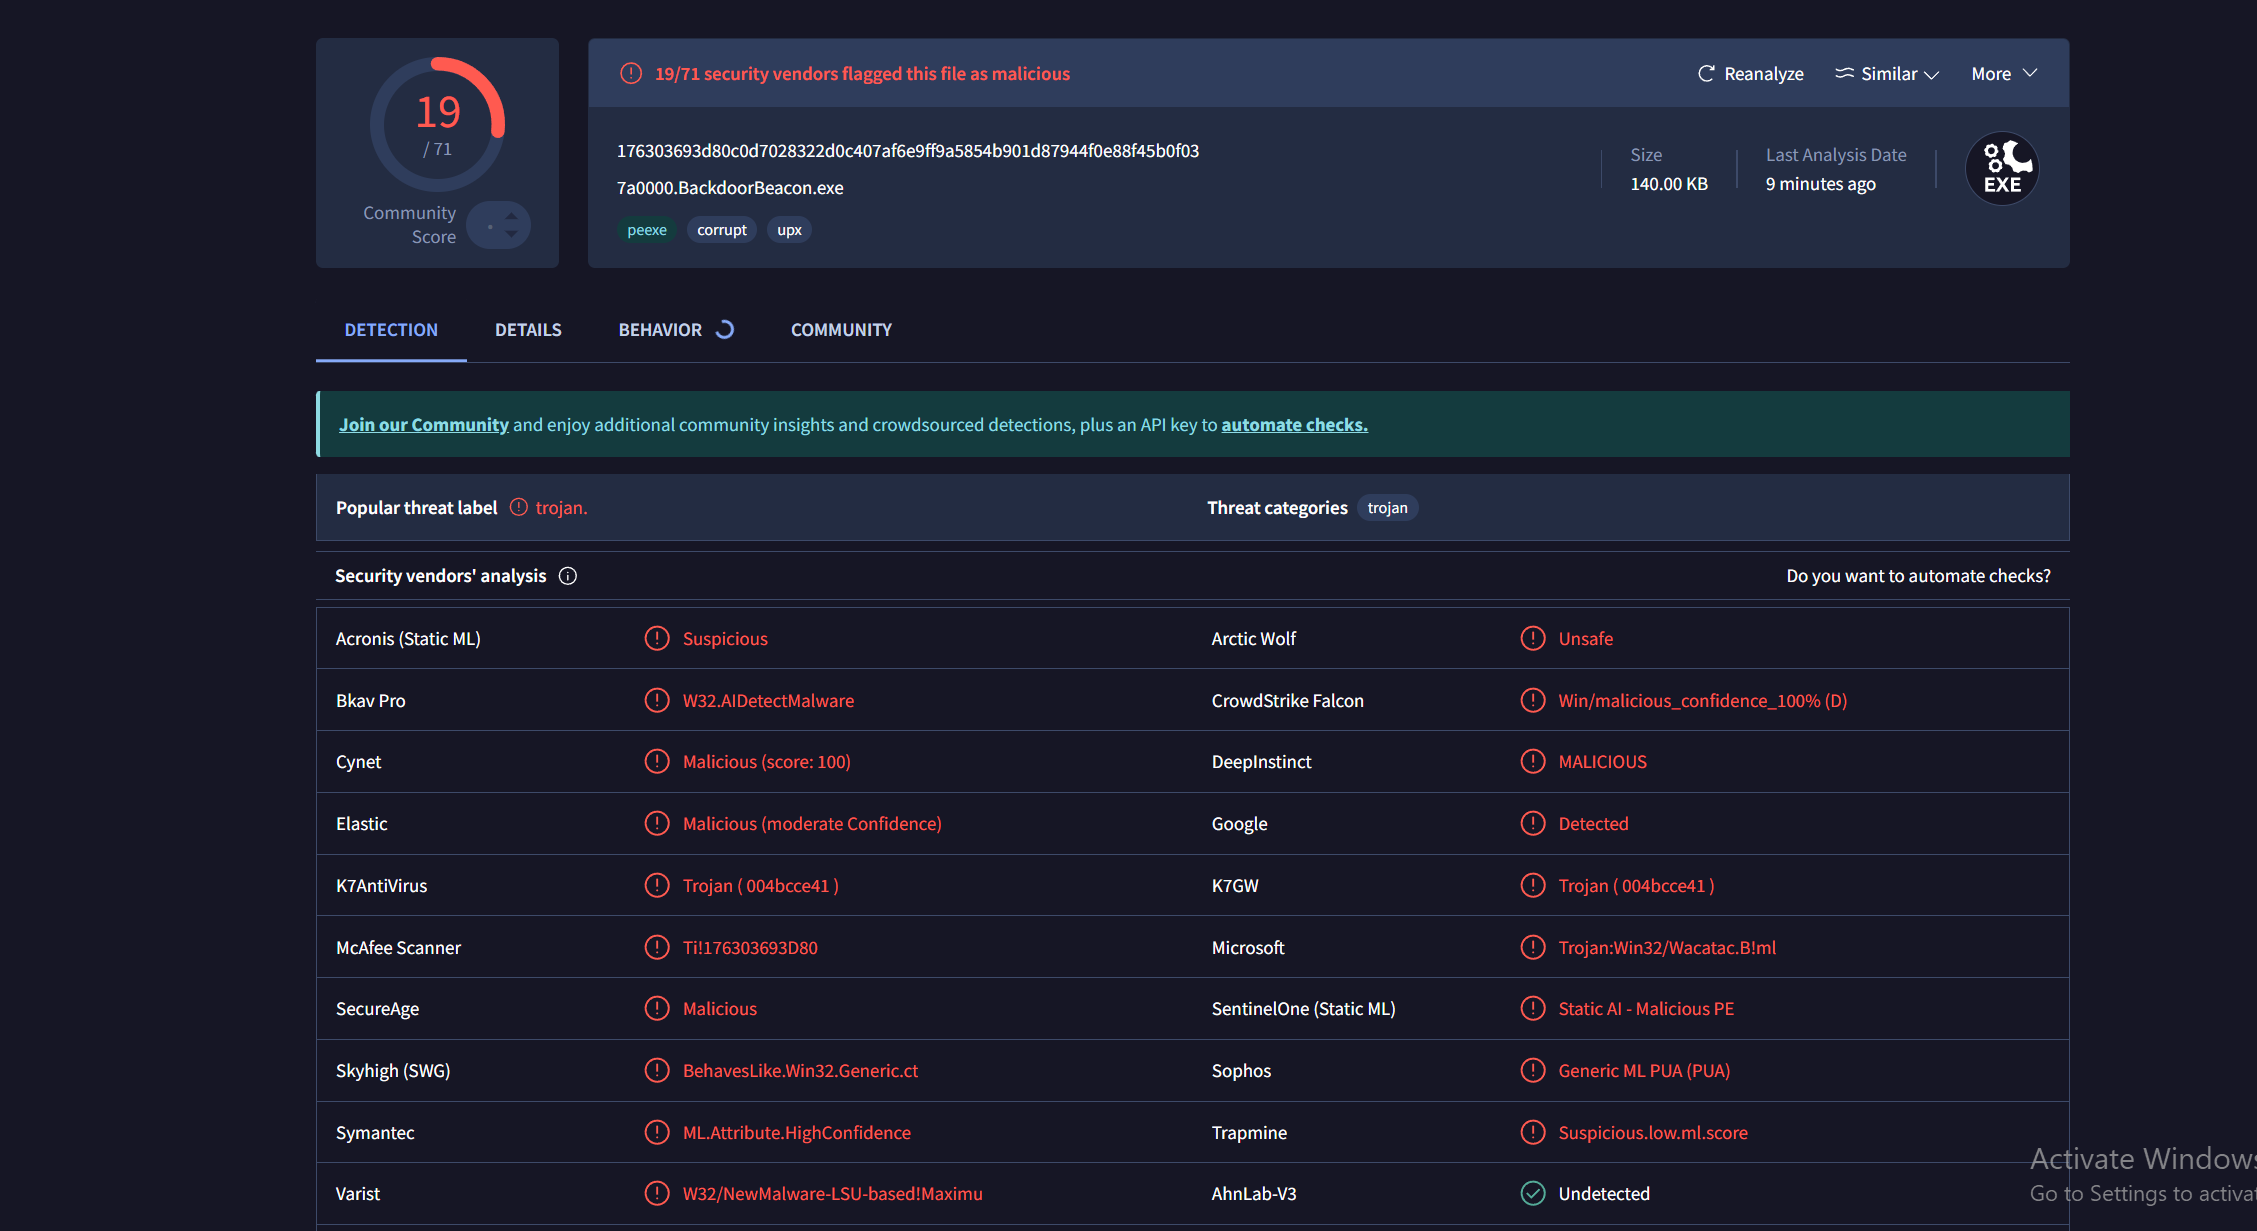 19
/ 71
Community
Score
19/71 security vendors flagged this file as malicious
Reanalyze
Similar
More
176303693d80c0d7028322d0c407af6e9ff9a5854b901d87944f0e88f45b0f03
7a0000.BackdoorBeacon.exe
peexe
corrupt
upx
Size
140.00 KB
Last Analysis Date
9 minutes ago
EXE
DETECTION
DETAILS
BEHAVIOR
COMMUNITY
Join our Community and enjoy additional community insights and crowdsourced detections, plus an API key to automate checks.
Popular threat label trojan.
Threat categories trojan
Security vendors' analysis
Do you want to automate checks?
Acronis (Static ML) Suspicious
Arctic Wolf Unsafe
Bkav Pro W32.AIDetectMalware
CrowdStrike Falcon Win/malicious_confidence_100% (D)
Cynet Malicious (score: 100)
DeepInstinct MALICIOUS
Elastic Malicious (moderate Confidence)
Google Detected
K7AntiVirus Trojan ( 004bcce41 )
K7GW Trojan ( 004bcce41 )
McAfee Scanner Ti!176303693D80
Microsoft Trojan:Win32/Wacatac.B!ml
SecureAge Malicious
SentinelOne (Static ML) Static AI - Malicious PE
Skyhigh (SWG) BehavesLike.Win32.Generic.ct
Sophos Generic ML PUA (PUA)
Symantec ML.Attribute.HighConfidence
Trapmine Suspicious.low.ml.score
Varist W32/NewMalware-LSU-based!Maximu
AhnLab-V3 Undetected
Activate Windows
Go to Settings to activat